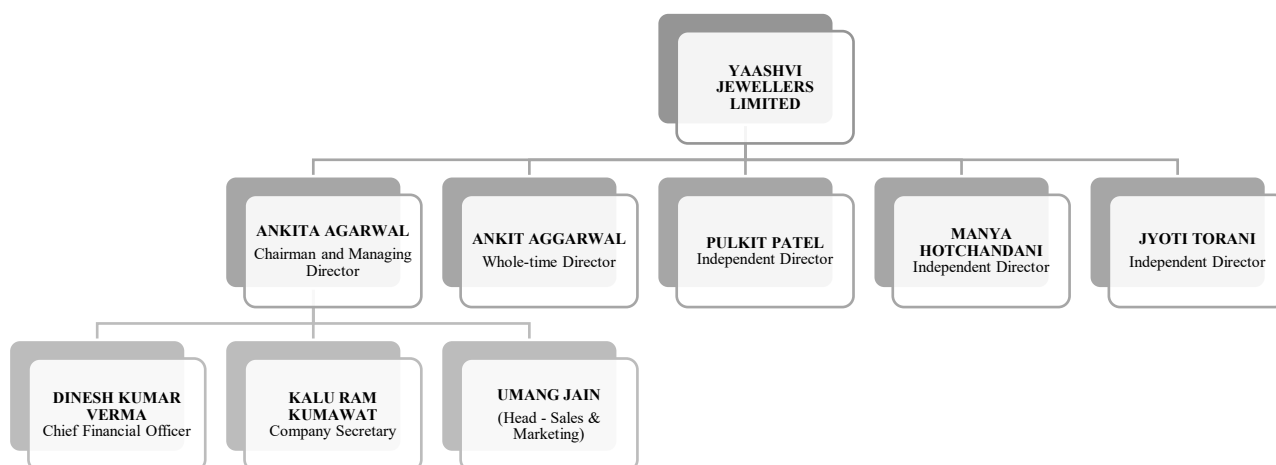 YAASHVI
JEWELLERS
LIMITED
ANKITA AGARWAL
Chairman and Managing
Director
ANKIT AGGARWAL
Whole-time Director
PULKIT PATEL
Independent Director
MANYA
HOTCHANDANI
Independent Director
JYOTI TORANI
Independent Director
DINESH KUMAR
VERMA
Chief Financial Officer
KALU RAM
KUMAWAT
Company Secretary
UMANG JAIN
(Head - Sales &
Marketing)